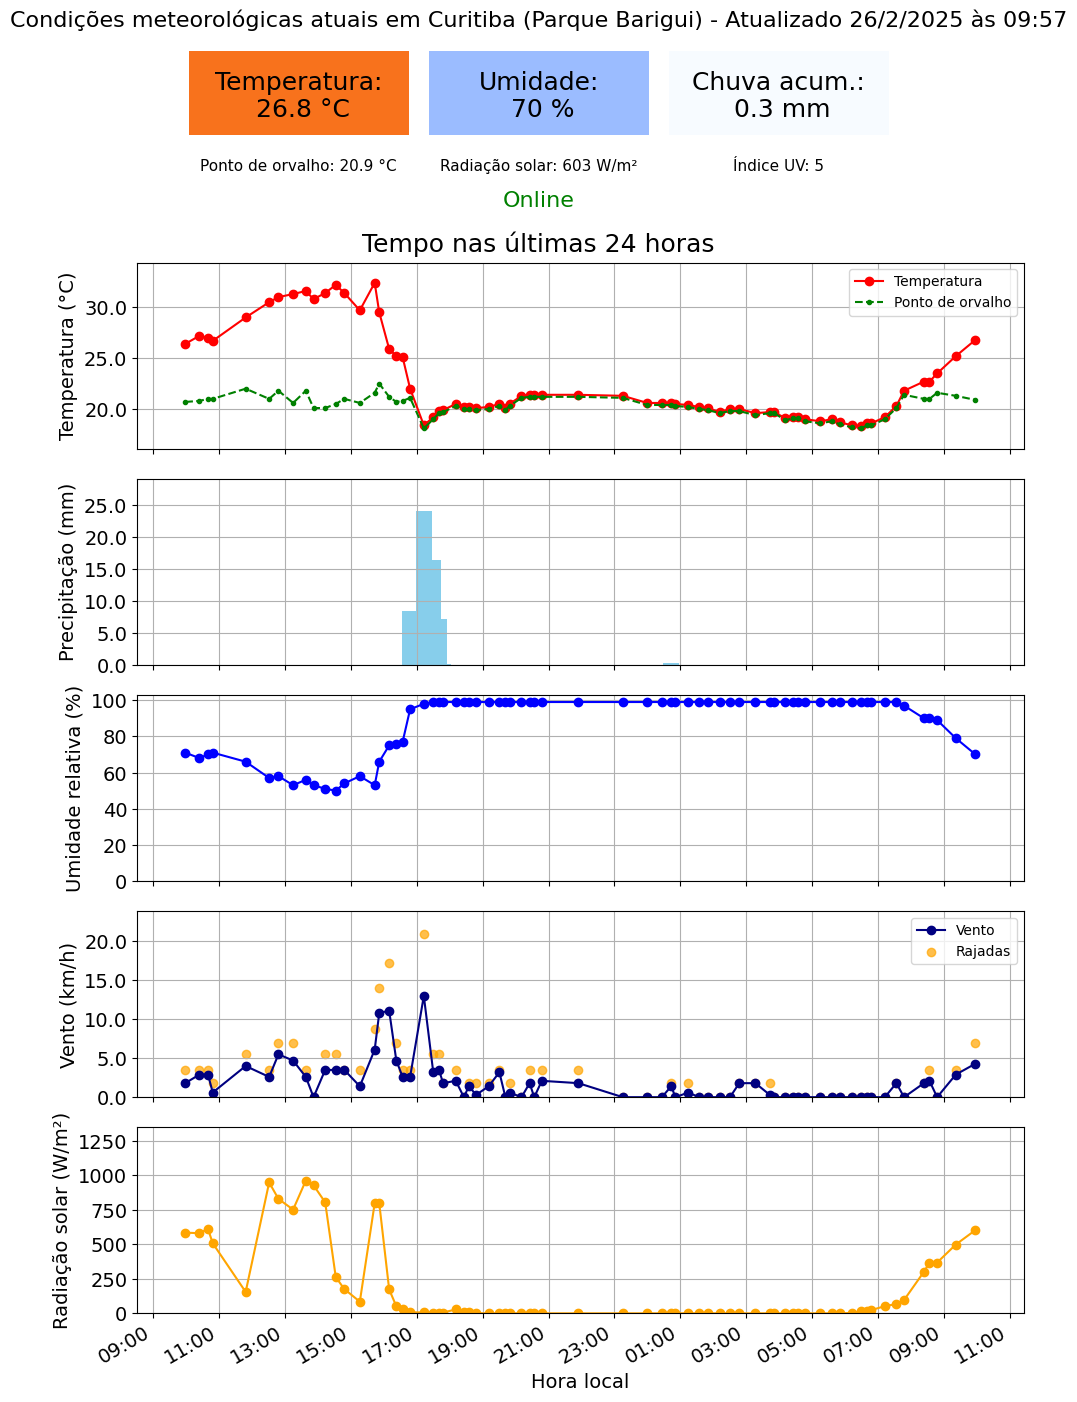 Condições meteorológicas atuais em Curitiba (Parque Barigui) - Atualizado 26/2/2025 às 09:57
Temperatura:
26.8 °C
Umidade:
70 %
Chuva acum.:
0.3 mm
Ponto de orvalho: 20.9 °C
Radiação solar: 603 W/m²
Índice UV: 5
Online
Tempo nas últimas 24 horas
Temperatura (°C)
30.0
25.0
20.0
Temperatura
Ponto de orvalho
Precipitação (mm)
25.0
20.0
15.0
10.0
5.0
0.0
Umidade relativa (%)
100
80
60
40
20
0
Vento (km/h)
20.0
15.0
10.0
5.0
0.0
Vento
Rajadas
Radiação solar (W/m²)
1250
1000
750
500
250
0
09:00 11:00 13:00 15:00 17:00 19:00 21:00 23:00 01:00 03:00 05:00 07:00 09:00 11:00
Hora local